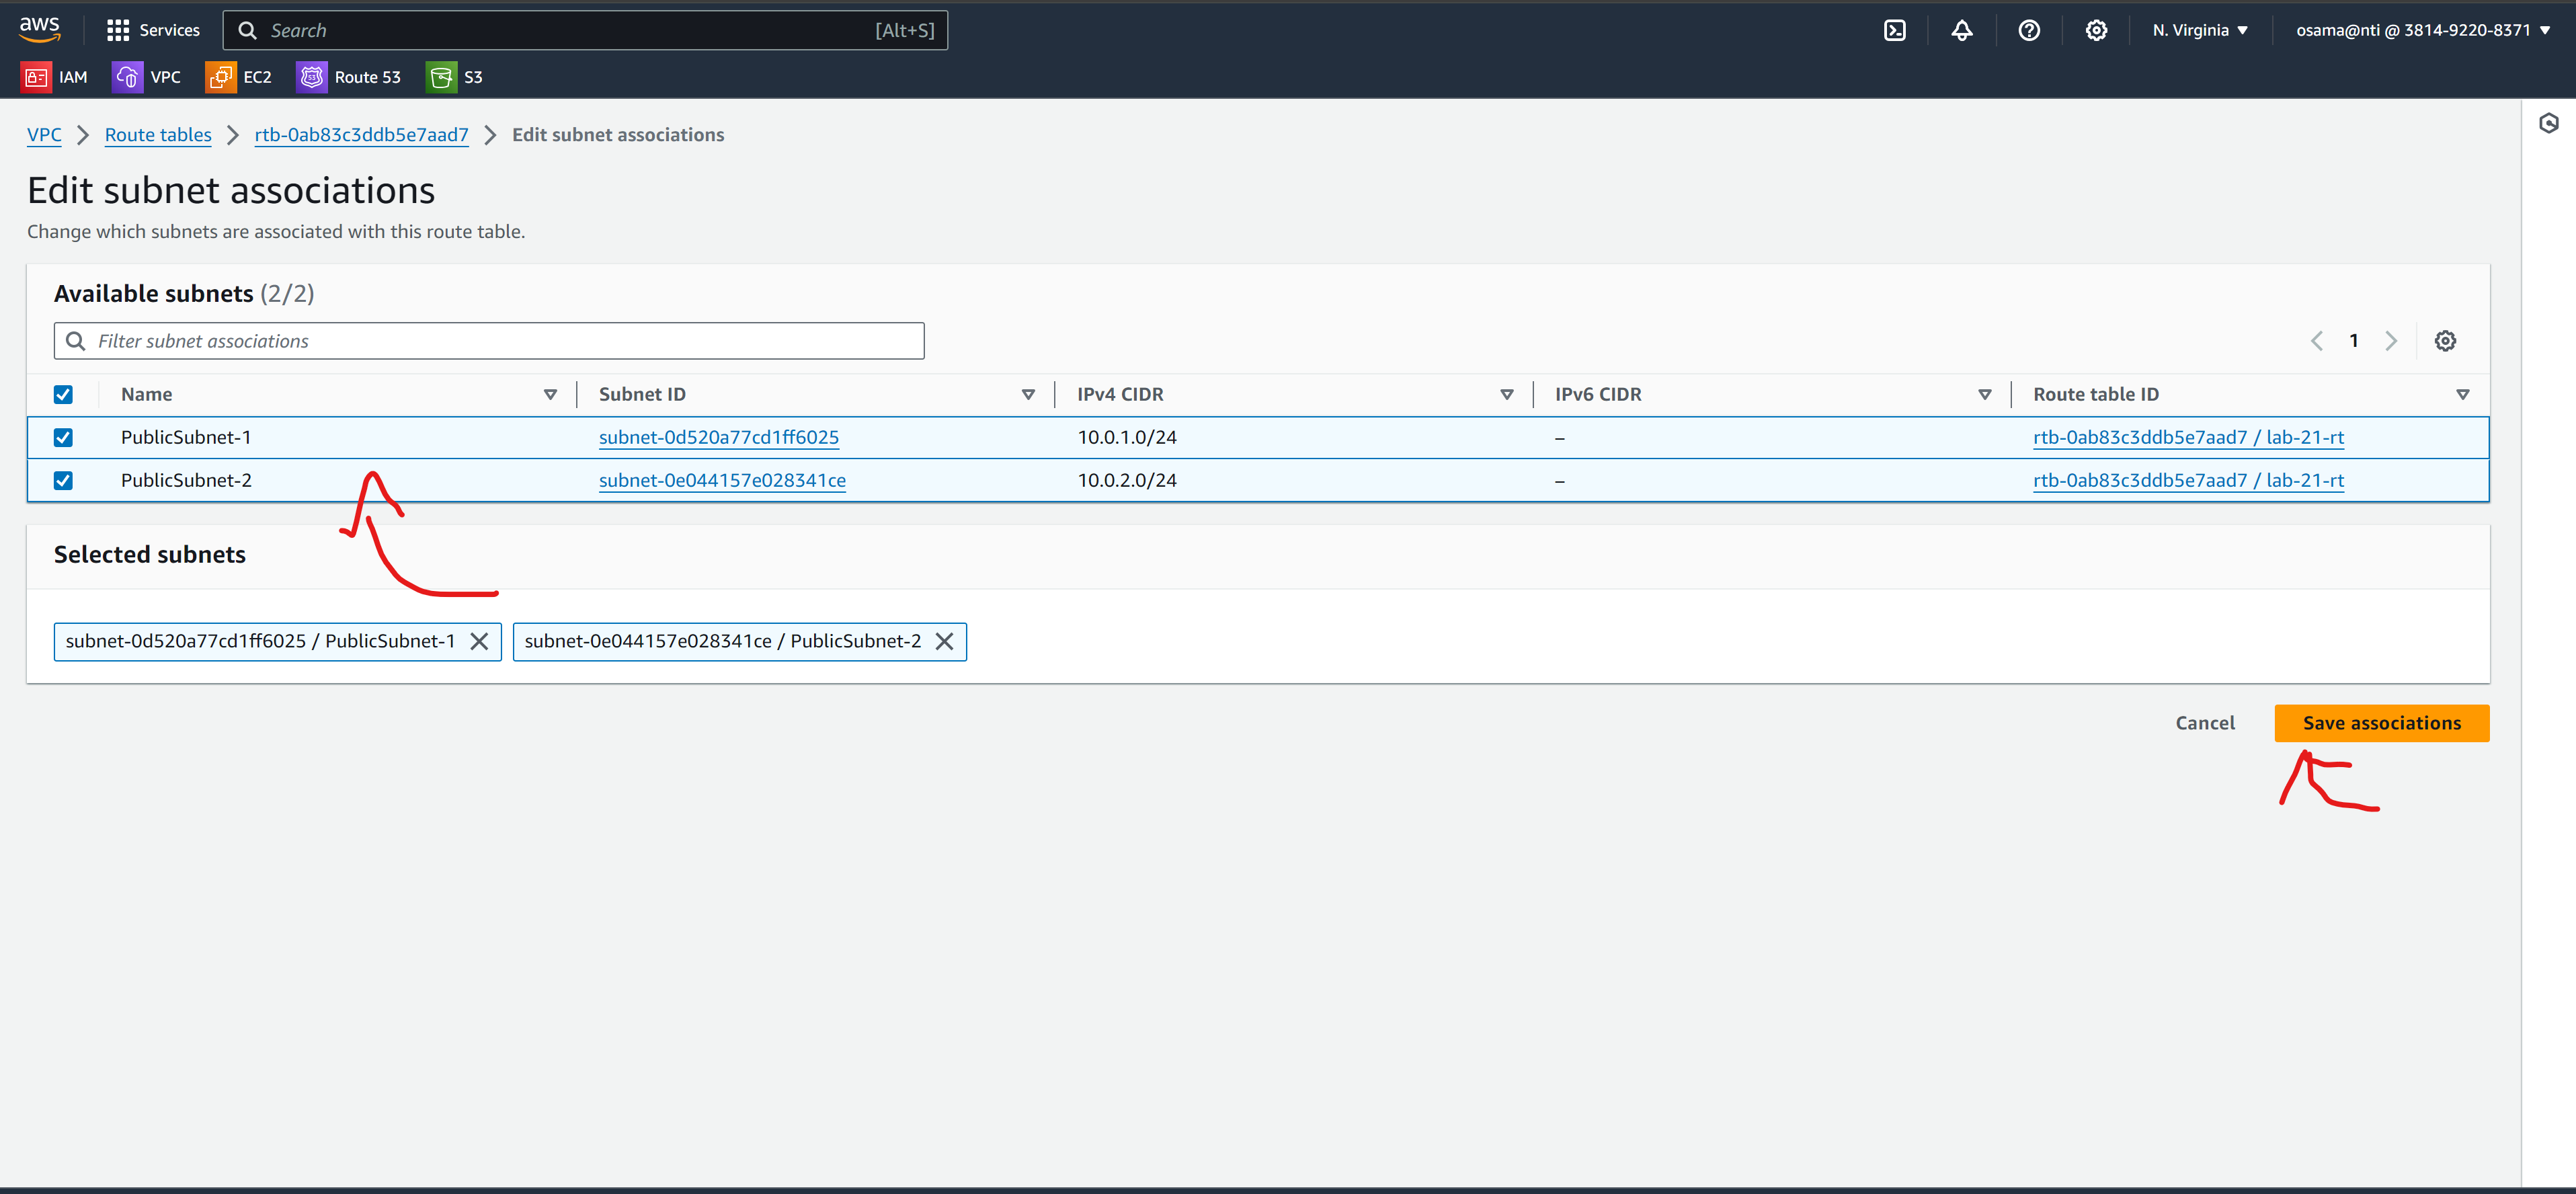 aws Services Search [Alt+S] N. Virginia osama@nti @ 3814-9220-8371
IAM VPC EC2 Route 53 S3
VPC Route tables rtb-0ab83c3ddb5e7aad7 Edit subnet associations
Edit subnet associations
Change which subnets are associated with this route table.
Available subnets (2/2)
Filter subnet associations 1
Name Subnet ID IPv4 CIDR IPv6 CIDR Route table ID
PublicSubnet-1 subnet-0d520a77cd1ff6025 10.0.1.0/24 – rtb-0ab83c3ddb5e7aad7 / lab-21-rt
PublicSubnet-2 subnet-0e044157e028341ce 10.0.2.0/24 – rtb-0ab83c3ddb5e7aad7 / lab-21-rt
Selected subnets
subnet-0d520a77cd1ff6025 / PublicSubnet-1 subnet-0e044157e028341ce / PublicSubnet-2
Cancel Save associations